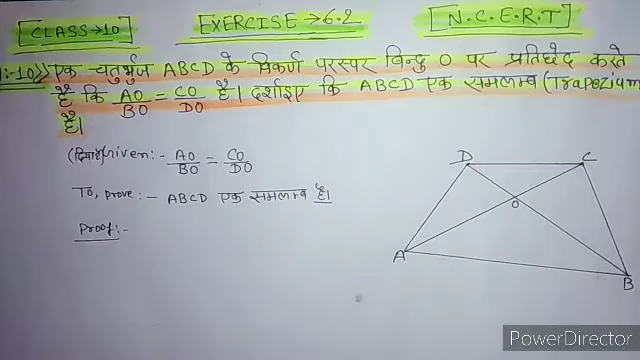 CLASS→10 EXERCISE →6.2 N.C.E.R.T
:-10⟩⟩ एक चतुर्भुज ABCD के विकर्ण परस्पर बिन्दु O पर प्रतिछेद करते
है कि AO/BO = CO/DO है। दर्शाइए कि ABCD एक समलम्ब (Trapezium
है।
(दिया है) Given:- AO/BO = CO/DO
To, prove:- ABCD एक समलम्ब है।
Proof:-
D C
O
A
B
PowerDirector